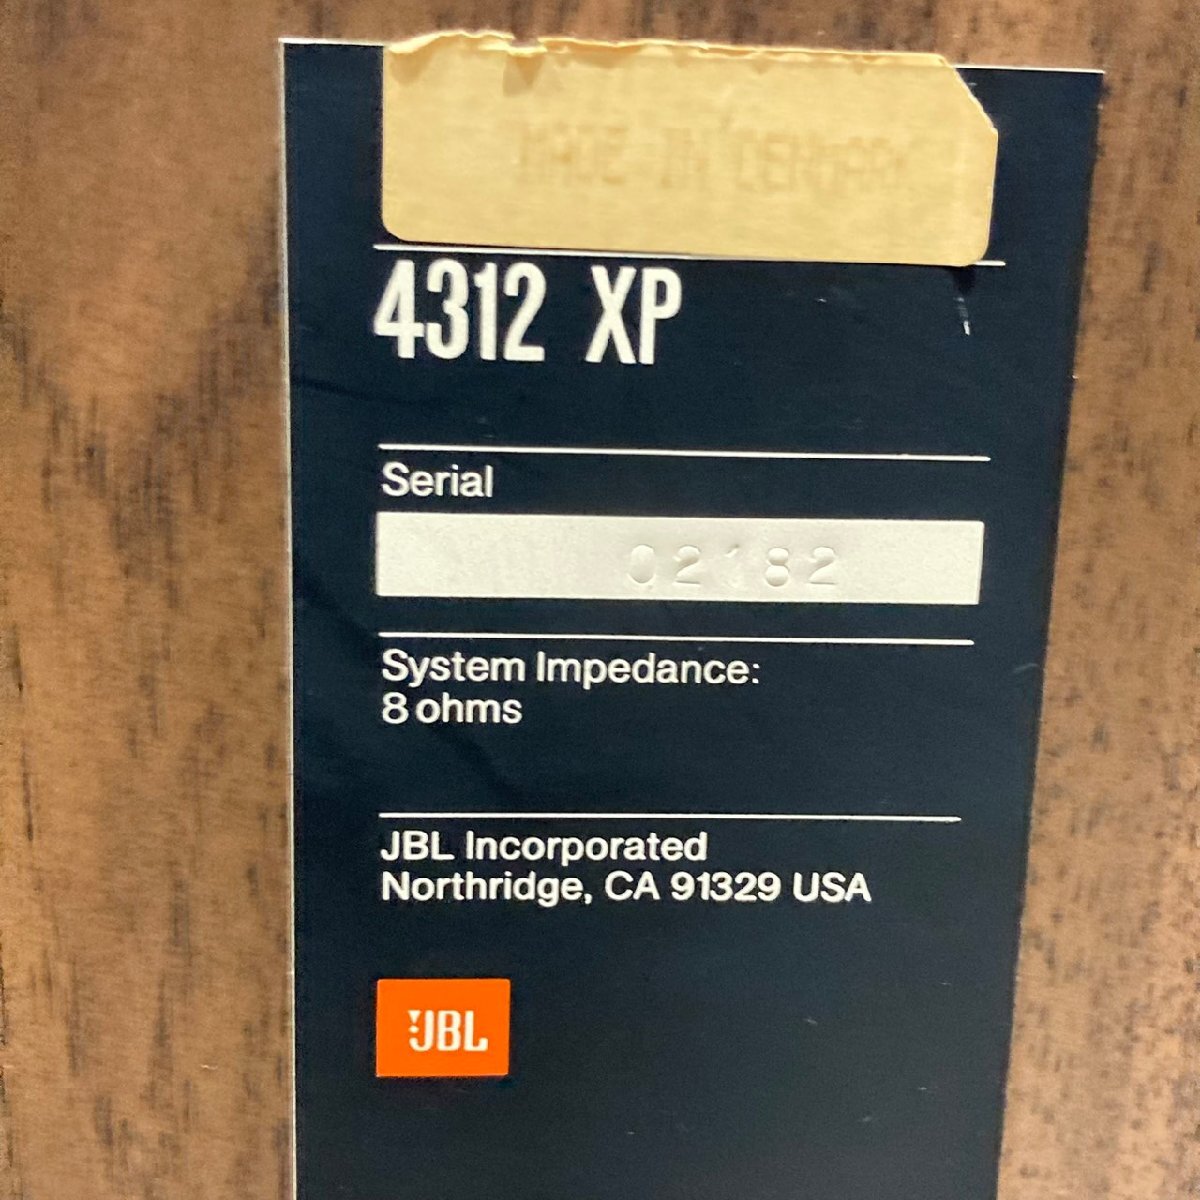 MADE IN DENMARK
4312 XP
Serial
02182
System Impedance:
8 ohms
JBL Incorporated
Northridge, CA 91329 USA
JBL